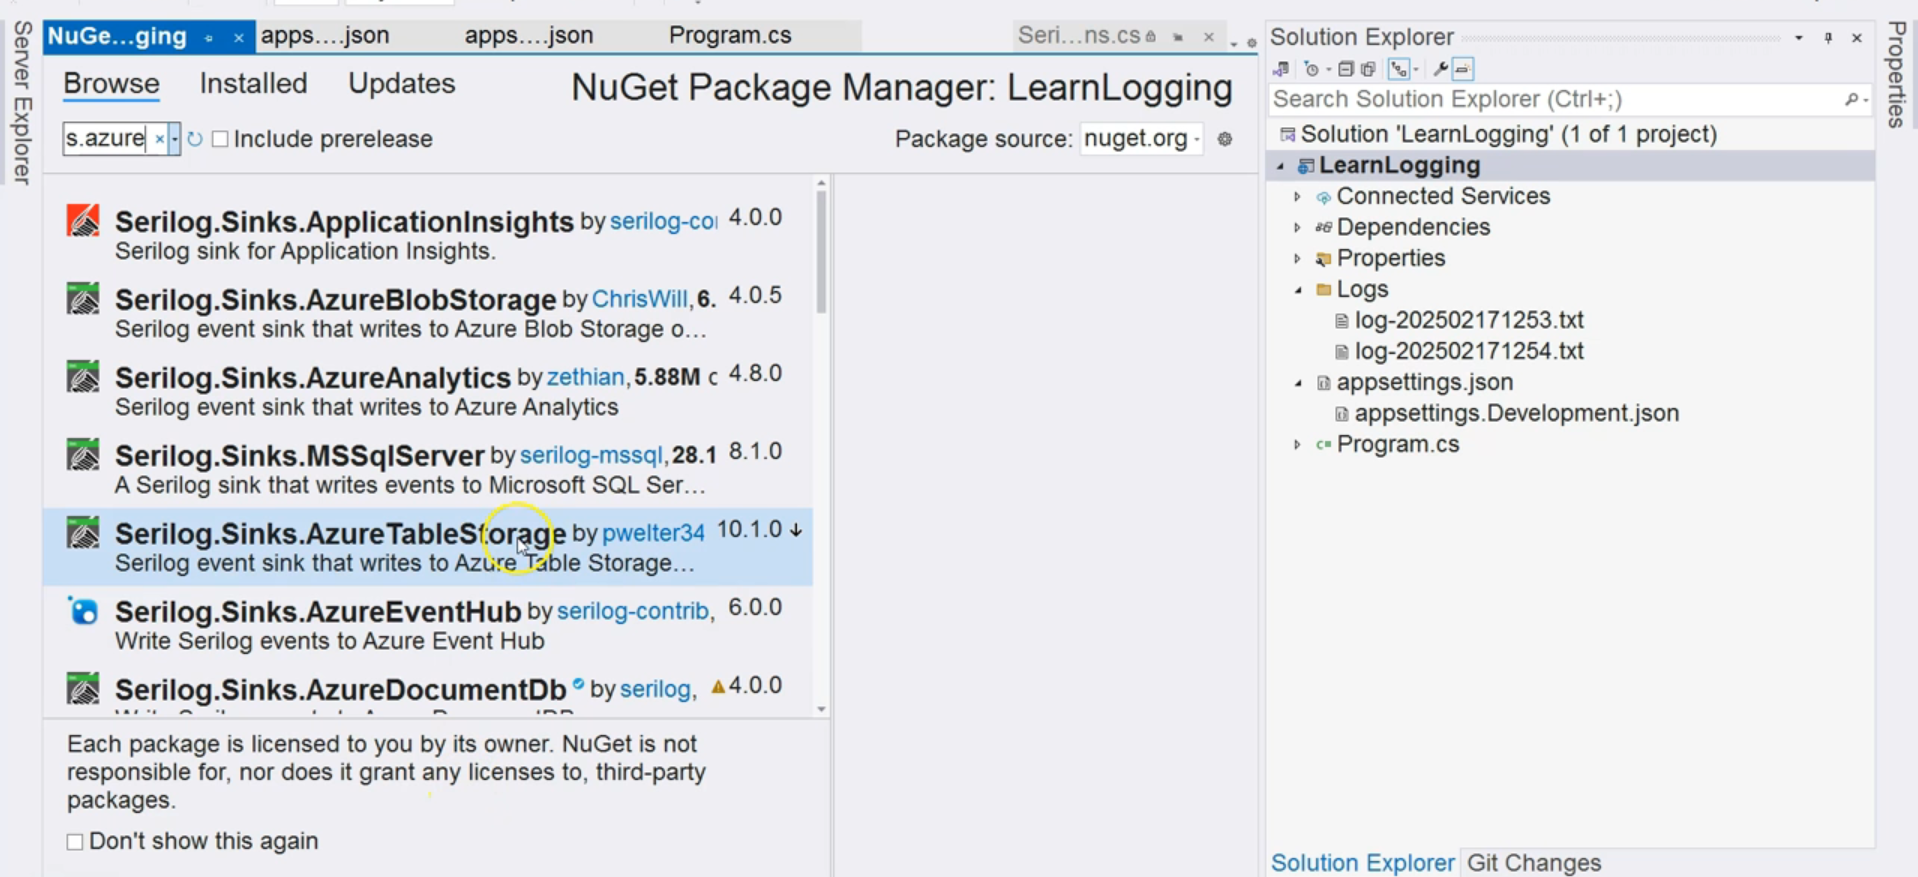 Server Explorer
NuGe...ging
apps....json
apps....json
Program.cs
Seri...ns.cs
Browse
Installed
Updates
NuGet Package Manager: LearnLogging
s.azure
Include prerelease
Package source: nuget.org
Serilog.Sinks.ApplicationInsights by serilog-co 4.0.0
Serilog sink for Application Insights.
Serilog.Sinks.AzureBlobStorage by ChrisWill, 6. 4.0.5
Serilog event sink that writes to Azure Blob Storage o...
Serilog.Sinks.AzureAnalytics by zethian, 5.88M 4.8.0
Serilog event sink that writes to Azure Analytics
Serilog.Sinks.MSSqlServer by serilog-mssql, 28.1 8.1.0
A Serilog sink that writes events to Microsoft SQL Ser...
Serilog.Sinks.AzureTableStorage by pwelter34 10.1.0
Serilog event sink that writes to Azure Table Storage...
Serilog.Sinks.AzureEventHub by serilog-contrib, 6.0.0
Write Serilog events to Azure Event Hub
Serilog.Sinks.AzureDocumentDb by serilog, 4.0.0
Each package is licensed to you by its owner. NuGet is not
responsible for, nor does it grant any licenses to, third-party
packages.
Don't show this again
Solution Explorer
Search Solution Explorer (Ctrl+;)
Solution 'LearnLogging' (1 of 1 project)
LearnLogging
Connected Services
Dependencies
Properties
Logs
log-202502171253.txt
log-202502171254.txt
appsettings.json
appsettings.Development.json
C# Program.cs
Solution Explorer
Git Changes
Properties